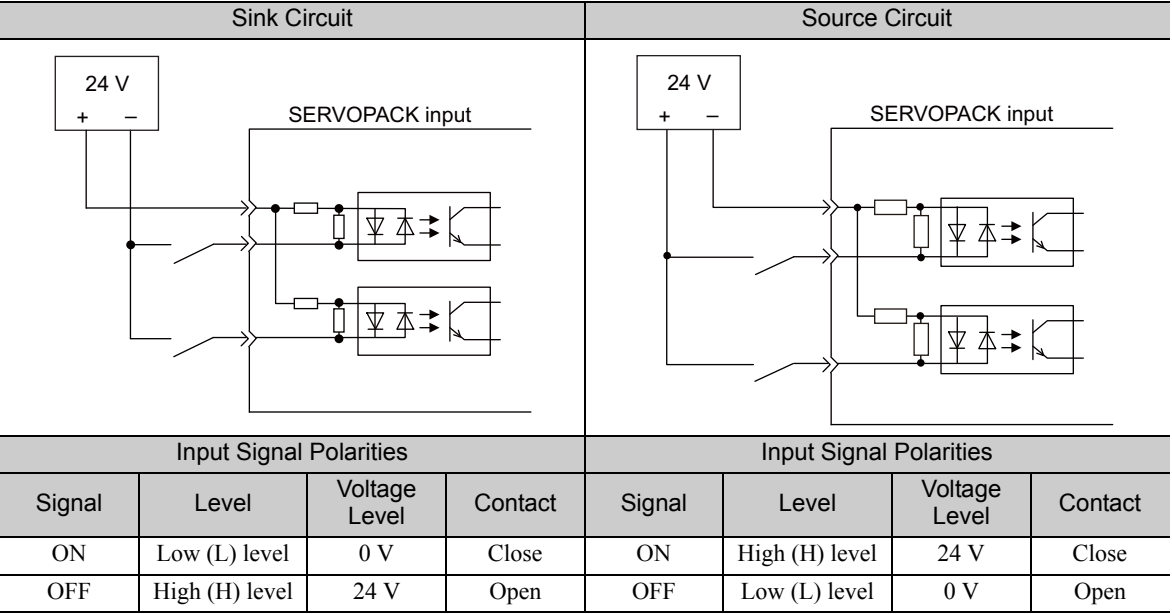 Sink Circuit
Source Circuit
24 V
+ −
SERVOPACK input
24 V
+ −
SERVOPACK input
Input Signal Polarities
Input Signal Polarities
Signal Level Voltage Level Contact Signal Level Voltage Level Contact
ON Low (L) level 0 V Close ON High (H) level 24 V Close
OFF High (H) level 24 V Open OFF Low (L) level 0 V Open